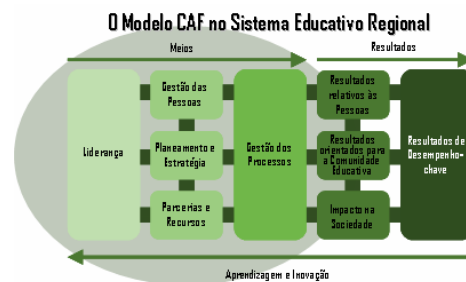 O Modelo CAF no Sistema Educativo Regional
Meios
Resultados
Liderança
Gestão das
Pessoas
Planeamento e
Estratégia
Parcerias e
Recursos
Gestão dos
Processos
Resultados
relativos às
Pessoas
Resultados
orientados para
a Comunidade
Educativa
Impacto na
Sociedade
Resultados de
Desempenho-
chave
Aprendizagem e Inovação